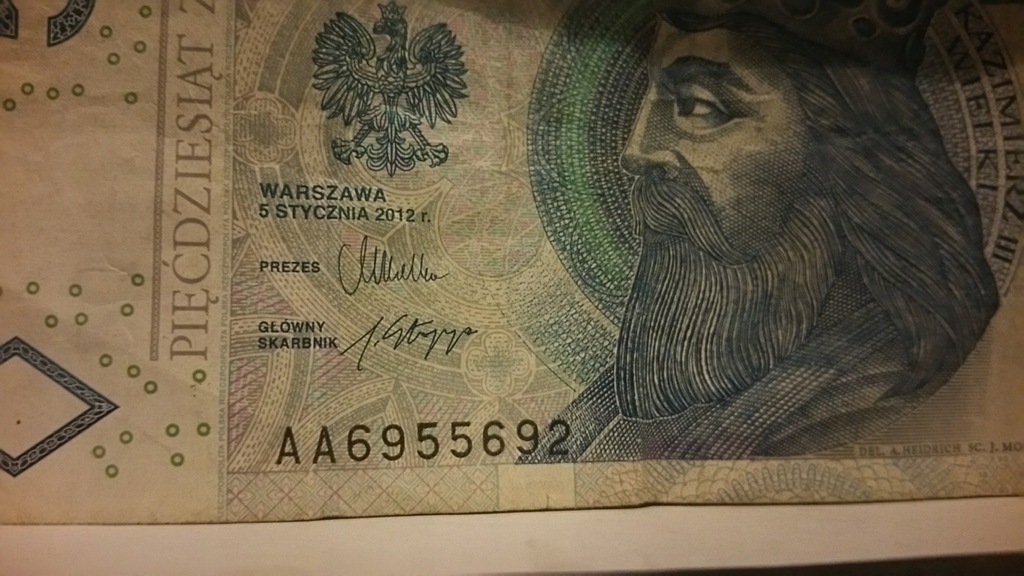 PIĘĆDZIESIĄT Z
WARSZAWA
5 STYCZNIA 2012 r.
PREZES
GŁÓWNY
SKARBNIK
AA6955692
KAZIMIERZ III
WIELKI
DEL. A. HEIDRICH SC. J. MO